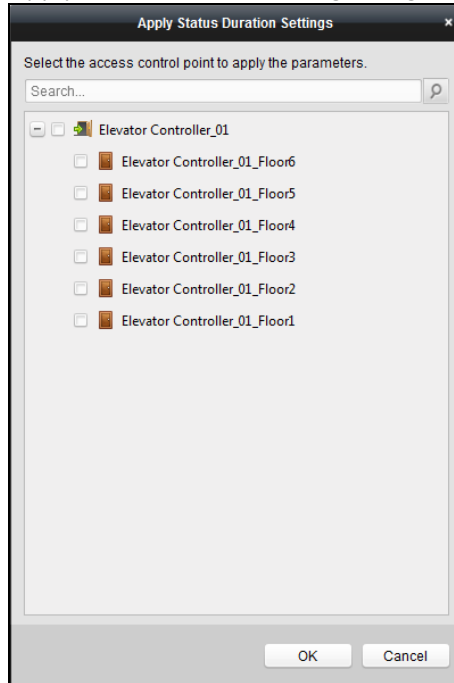 Apply Status Duration Settings ×
Select the access control point to apply the parameters.
Search...
Elevator Controller_01
Elevator Controller_01_Floor6
Elevator Controller_01_Floor5
Elevator Controller_01_Floor4
Elevator Controller_01_Floor3
Elevator Controller_01_Floor2
Elevator Controller_01_Floor1
OK Cancel